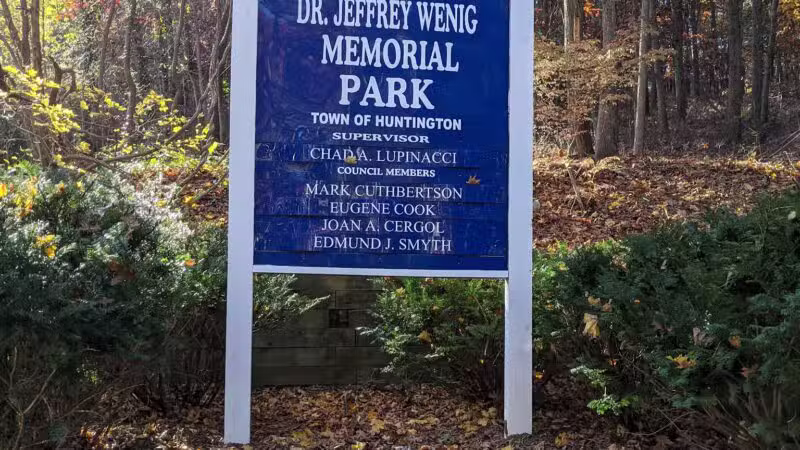 DR. JEFFREY WENIG
MEMORIAL
PARK
TOWN OF HUNTINGTON
SUPERVISOR
CHAD A. LUPINACCI
COUNCIL MEMBERS
MARK CUTHBERTSON
EUGENE COOK
JOAN A. CERGOL
EDMUND J. SMYTH